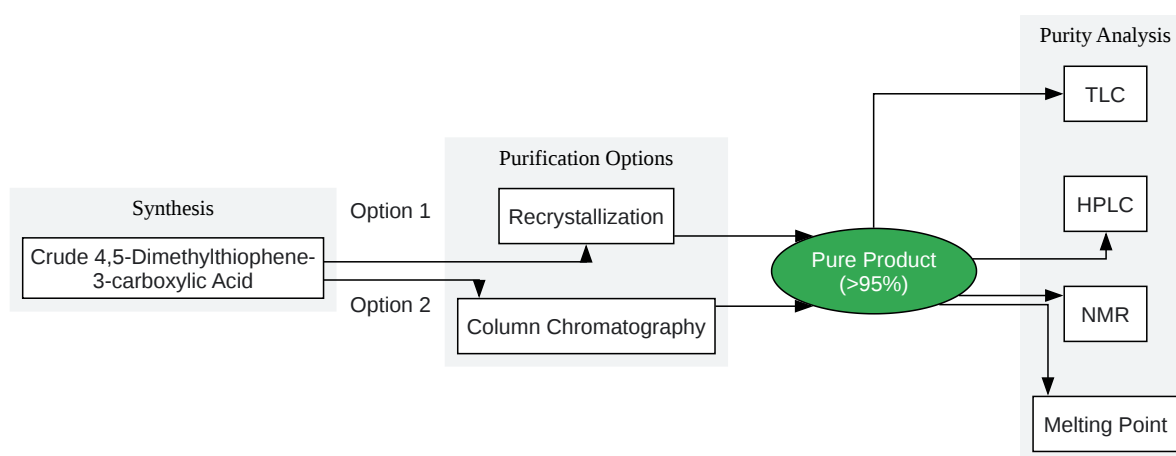 Synthesis
Crude 4,5-Dimethylthiophene-
3-carboxylic Acid
Option 1
Option 2
Purification Options
Recrystallization
Column Chromatography
Pure Product
(>95%)
Purity Analysis
TLC
HPLC
NMR
Melting Point